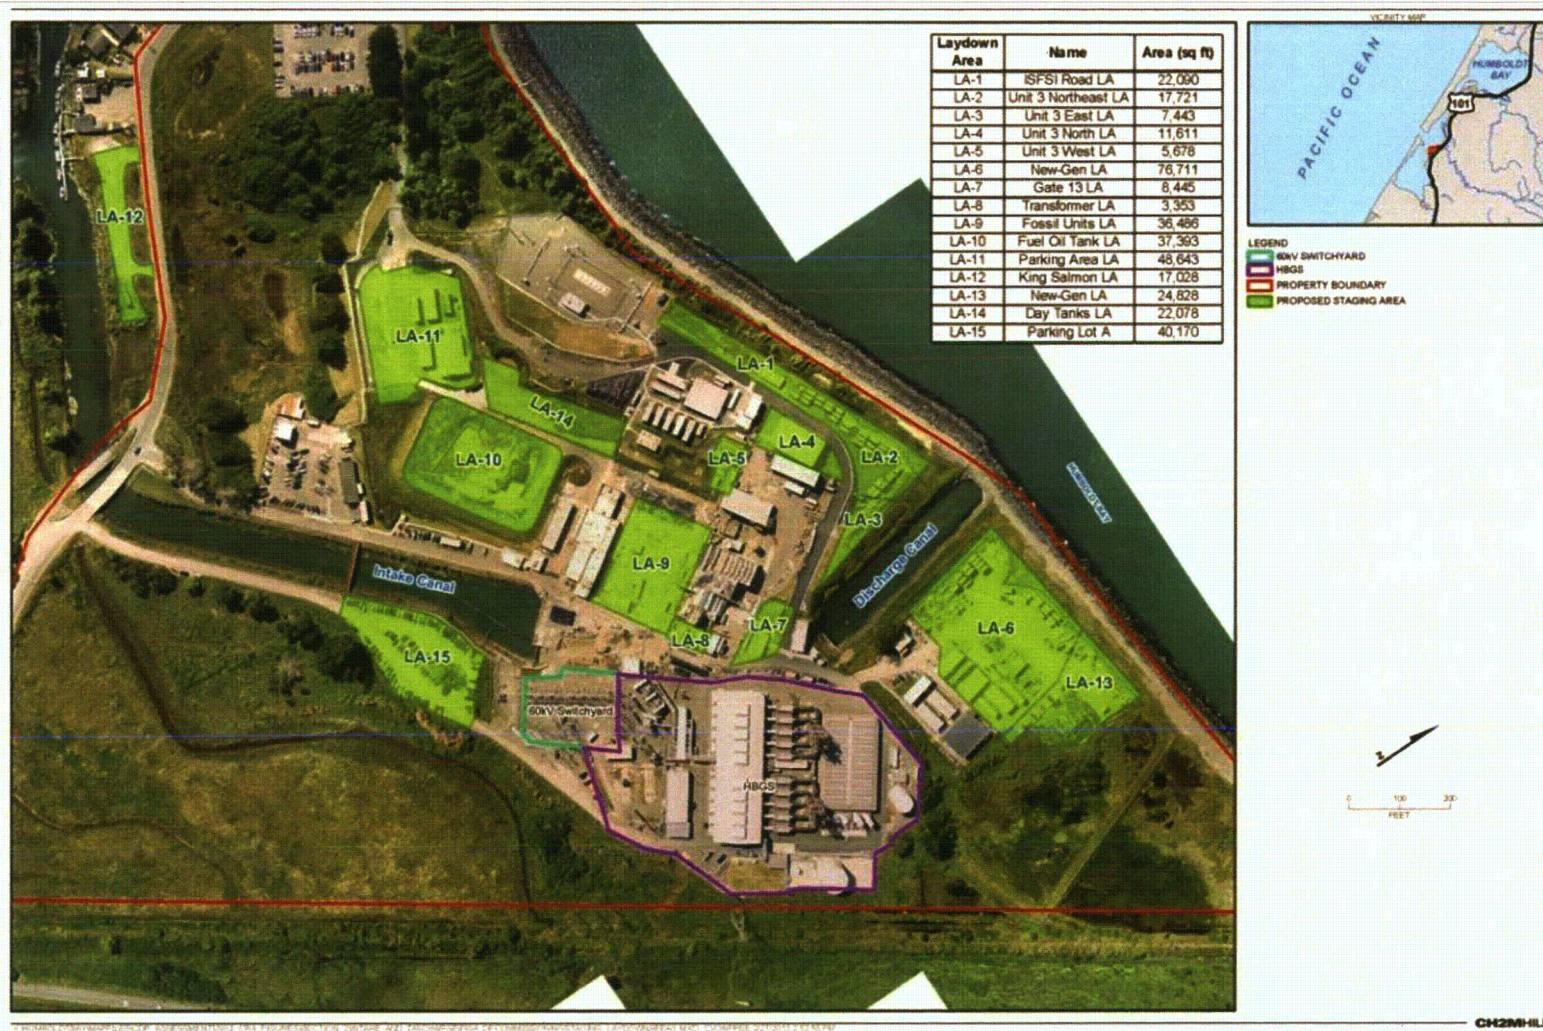 VICINITY MAP
Laydown Area Name Area (sq ft)
LA-1 ISFSI Road LA 22,090
LA-2 Unit 3 Northeast LA 17,721
LA-3 Unit 3 East LA 7,443
LA-4 Unit 3 North LA 11,611
LA-5 Unit 3 West LA 5,678
LA-6 New-Gen LA 76,711
LA-7 Gate 13 LA 8,445
LA-8 Transformer LA 3,353
LA-9 Fossil Units LA 36,486
LA-10 Fuel Oil Tank LA 37,393
LA-11 Parking Area LA 48,643
LA-12 King Salmon LA 17,028
LA-13 New-Gen LA 24,828
LA-14 Day Tanks LA 22,078
LA-15 Parking Lot A 40,170
PACIFIC OCEAN
HUMBOLDT
BAY
101
LEGEND
60kV SWITCHYARD
HBGS
PROPERTY BOUNDARY
PROPOSED STAGING AREA
LA-12
LA-11
LA-1
LA-14
LA-4
LA-10
LA-5
LA-2
HUMBOLDT BAY
LA-3
LA-9
Intake Canal
Discharge Canal
LA-8
LA-7
LA-6
LA-15
LA-13
60kV Switchyard
HBGS
N
0 100 200
FEET